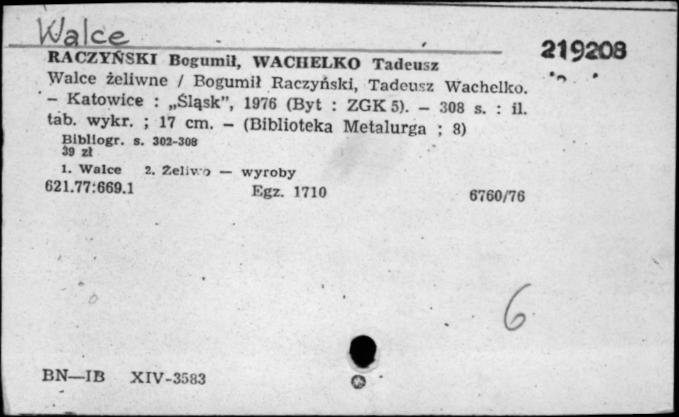 Walce
219208
RACZYŃSKI Bogumił, WACHELKO Tadeusz
Walce żeliwne / Bogumił Raczyński, Tadeusz Wachelko.
– Katowice : „Śląsk”, 1976 (Byt : ZGK 5). – 308 s. : il.
tab. wykr. ; 17 cm. – (Biblioteka Metalurga ; 8)
Bibliogr. s. 302-308
39 zł
1. Walce 2. Żeliwo — wyroby
621.77:669.1 Egz. 1710 6760/76
6
BN—IB XIV-3583